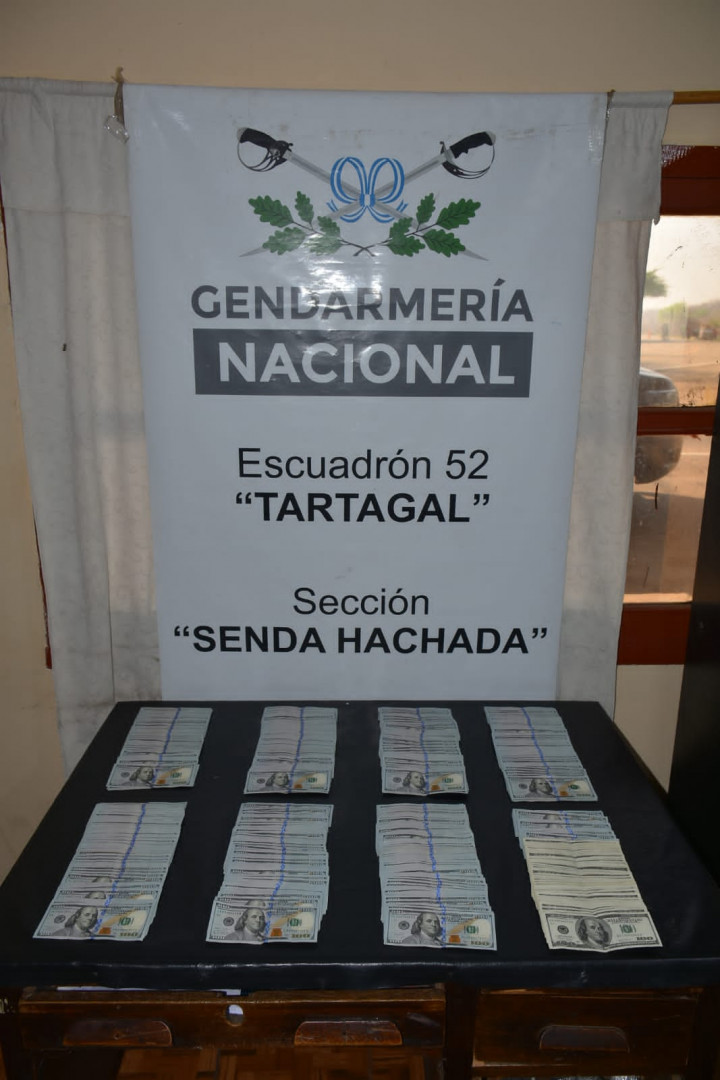 GENDARMERÍA
NACIONAL
Escuadrón 52
“TARTAGAL”
Sección
“SENDA HACHADA”